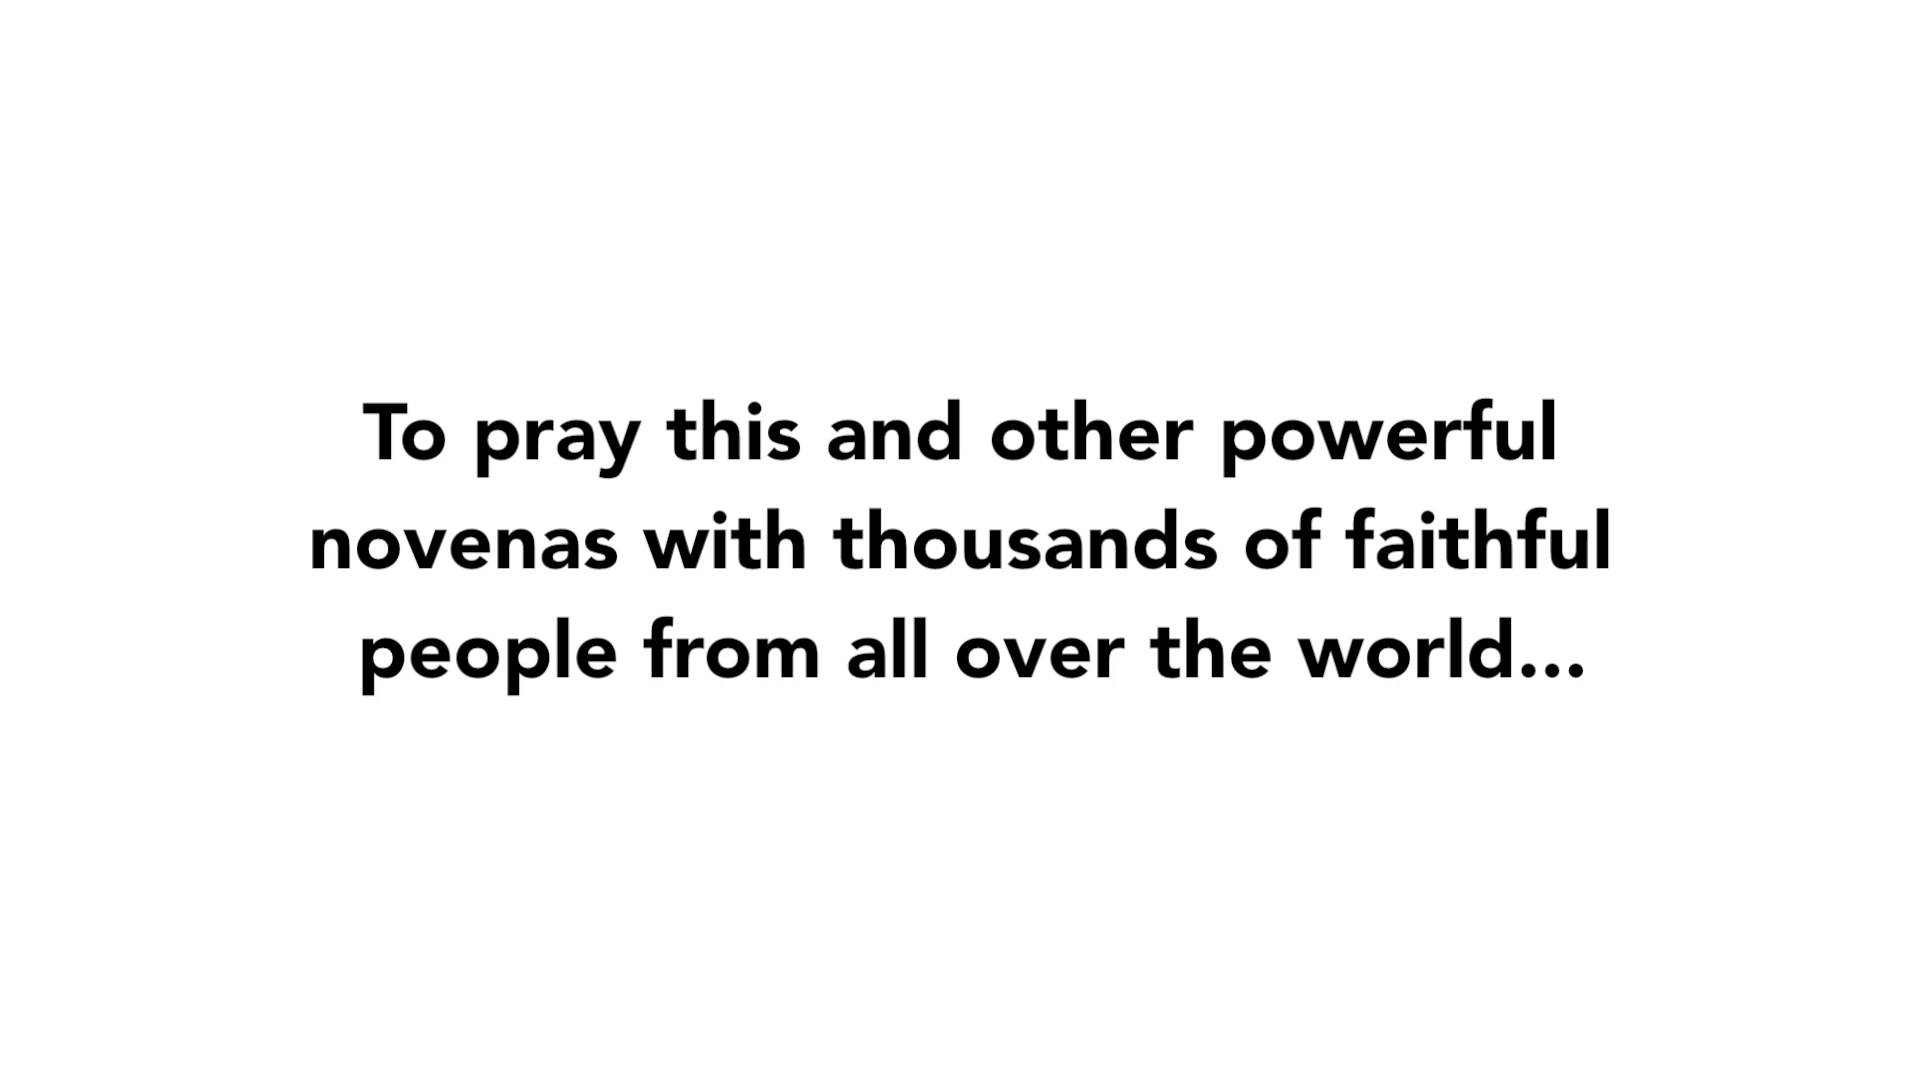 To pray this and other powerful
novenas with thousands of faithful
people from all over the world...